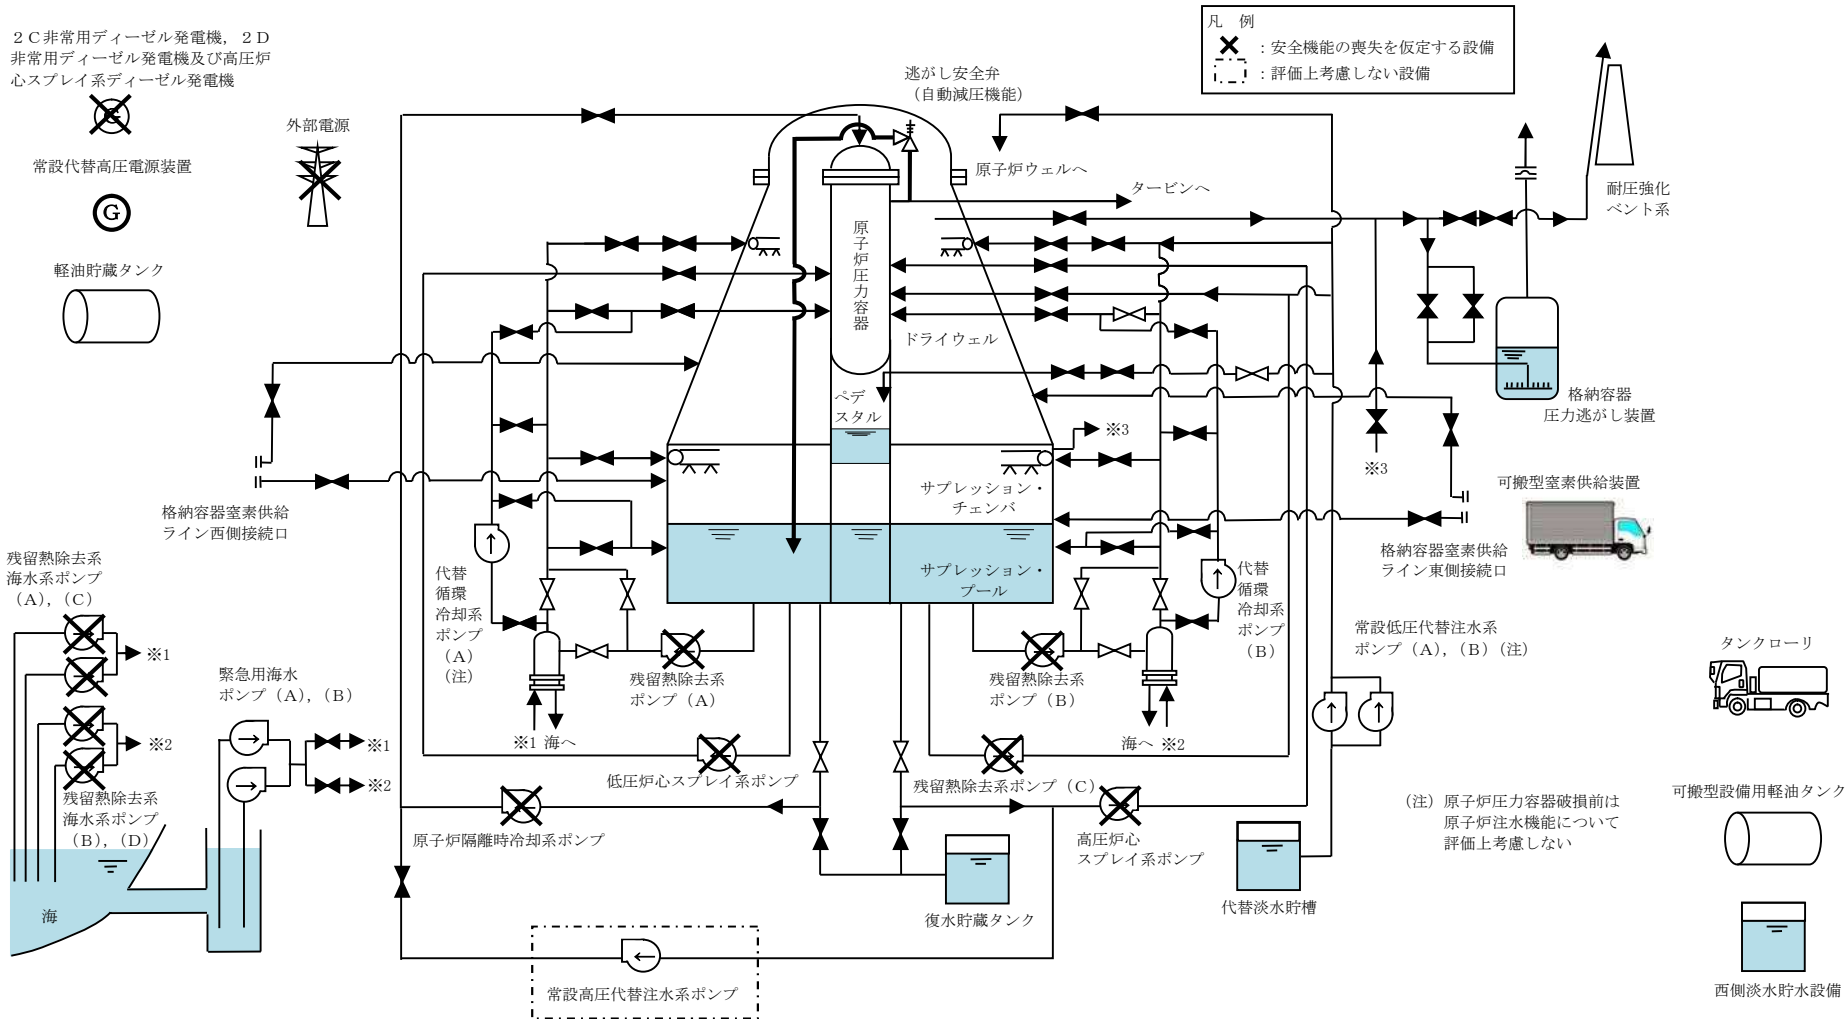 ２Ｃ非常用ディーゼル発電機，２Ｄ
非常用ディーゼル発電機及び高圧炉
心スプレイ系ディーゼル発電機
G
外部電源
常設代替高圧電源装置
G
軽油貯蔵タンク
逃がし安全弁
（自動減圧機能）
凡　例
：安全機能の喪失を仮定する設備
：評価上考慮しない設備
原子炉ウェルへ
タービンへ
耐圧強化
ベント系
原子炉圧力容器
ドライウェル
ペデ
スタル
※3
※3
格納容器
圧力逃がし装置
サプレッション・
チェンバ
サプレッション・
プール
可搬型窒素供給装置
格納容器窒素供給
ライン西側接続口
格納容器窒素供給
ライン東側接続口
残留熱除去系
海水系ポンプ
（A），（C）
※1
※2
残留熱除去系
海水系ポンプ
（B），（D）
海
緊急用海水
ポンプ（A），（B）
※1
※2
代替
循環
冷却系
ポンプ
（A）
（注）
残留熱除去系
ポンプ（A）
※1 海へ
残留熱除去系
ポンプ（B）
海へ ※2
代替
循環
冷却系
ポンプ
（B）
常設低圧代替注水系
ポンプ（A），（B）（注）
タンクローリ
低圧炉心スプレイ系ポンプ
残留熱除去系ポンプ（C）
原子炉隔離時冷却系ポンプ
高圧炉心
スプレイ系ポンプ
（注）原子炉圧力容器破損前は
原子炉注水機能について
評価上考慮しない
可搬型設備用軽油タンク
復水貯蔵タンク
代替淡水貯槽
常設高圧代替注水系ポンプ
西側淡水貯水設備